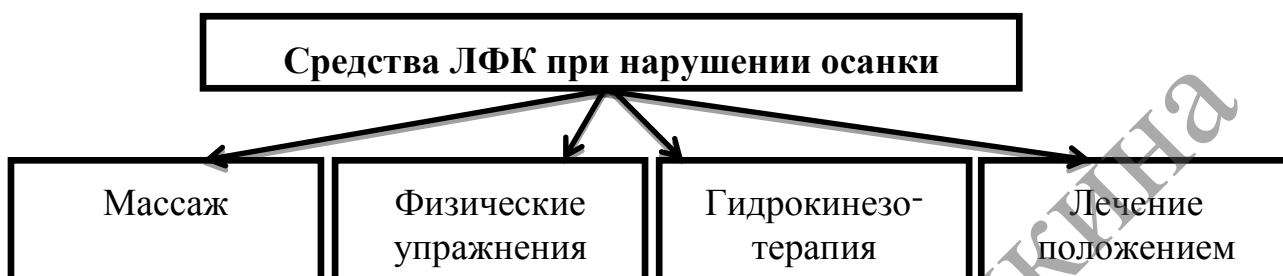 Средства ЛФК при нарушении осанки
Массаж
Физические
упражнения
Гидрокинезо-
терапия
Лечение
положением